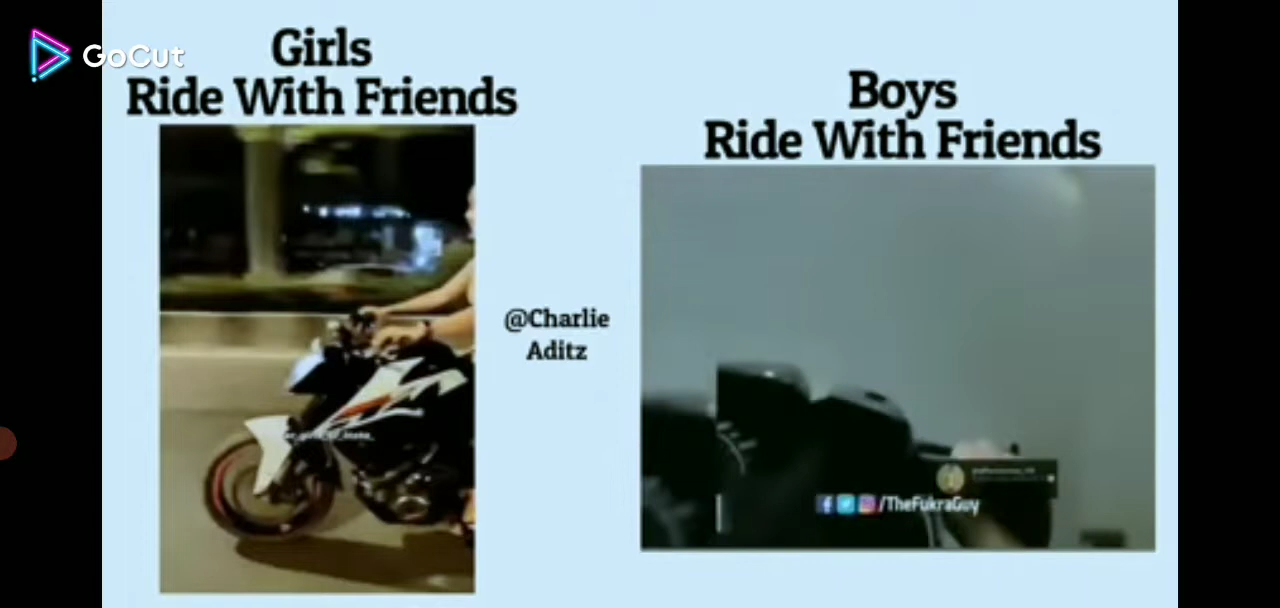 GoCut
Girls
Ride With Friends
Boys
Ride With Friends
@Charlie
Aditz
/TheFukraGuy